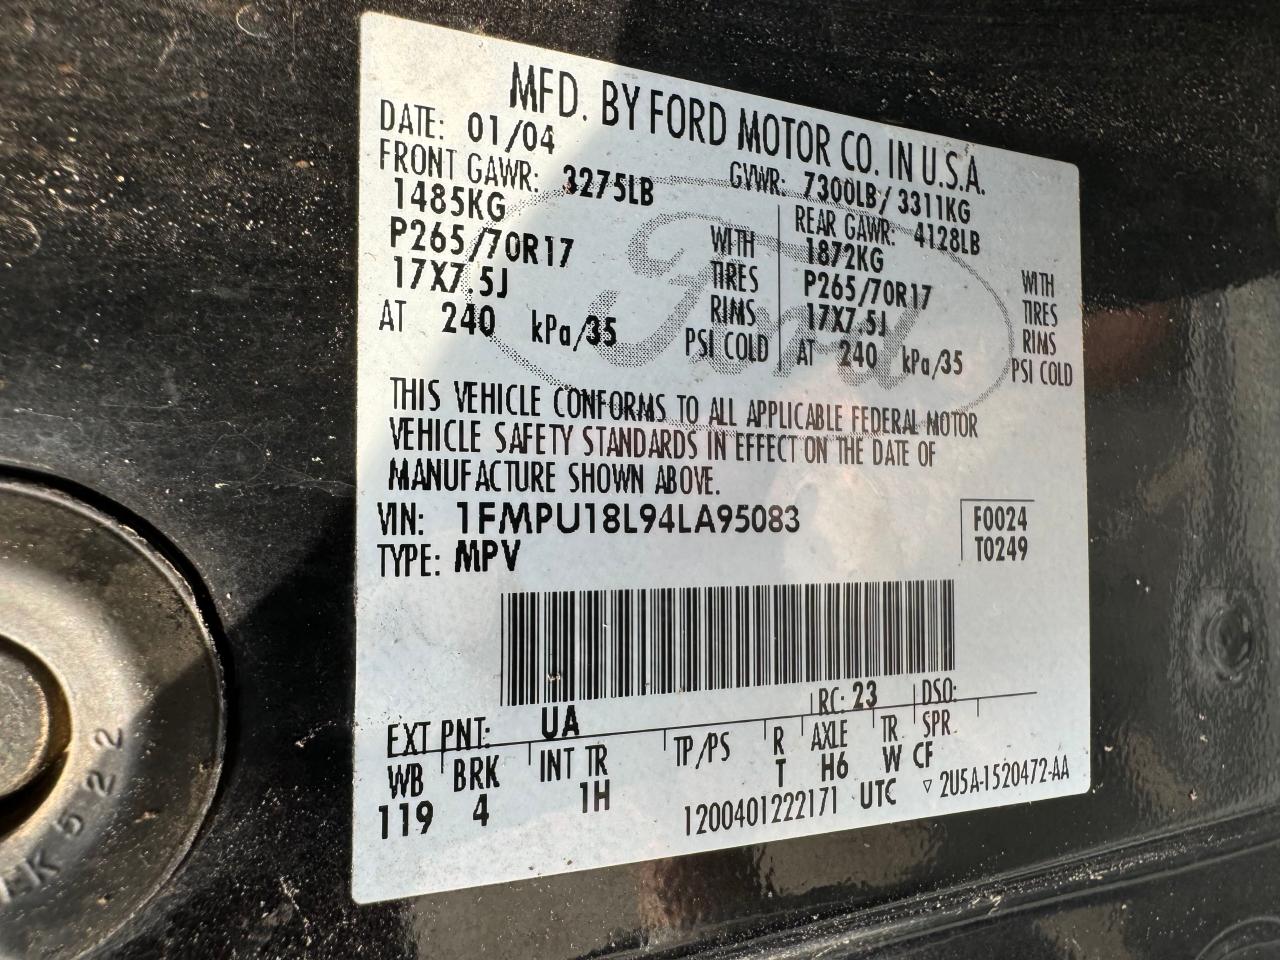 MFD. BY FORD MOTOR CO. IN U.S.A.
DATE: 01/04
GVWR: 7300LB/ 3311KG
FRONT GAWR: 3275LB
REAR GAWR: 4128LB
1485KG WITH
1872KG WITH
P265/70R17 TIRES
P265/70R17 TIRES
17X7.5J RIMS
17X7.5J RIMS
AT 240 kPa/35 PSI COLD
AT 240 kPa/35 PSI COLD
Ford
THIS VEHICLE CONFORMS TO ALL APPLICABLE FEDERAL MOTOR
VEHICLE SAFETY STANDARDS IN EFFECT ON THE DATE OF
MANUFACTURE SHOWN ABOVE.
VIN: 1FMPU18L94LA95083
F0024
TYPE: MPV
T0249
EXT PNT: UA RC: 23 DSO:
WB BRK INT TR TP/PS R AXLE TR SPR
119 4 1H T H6 W CF
1200401222171 UTC ▽ 2U5A-1520472-AA
K 5 2 2